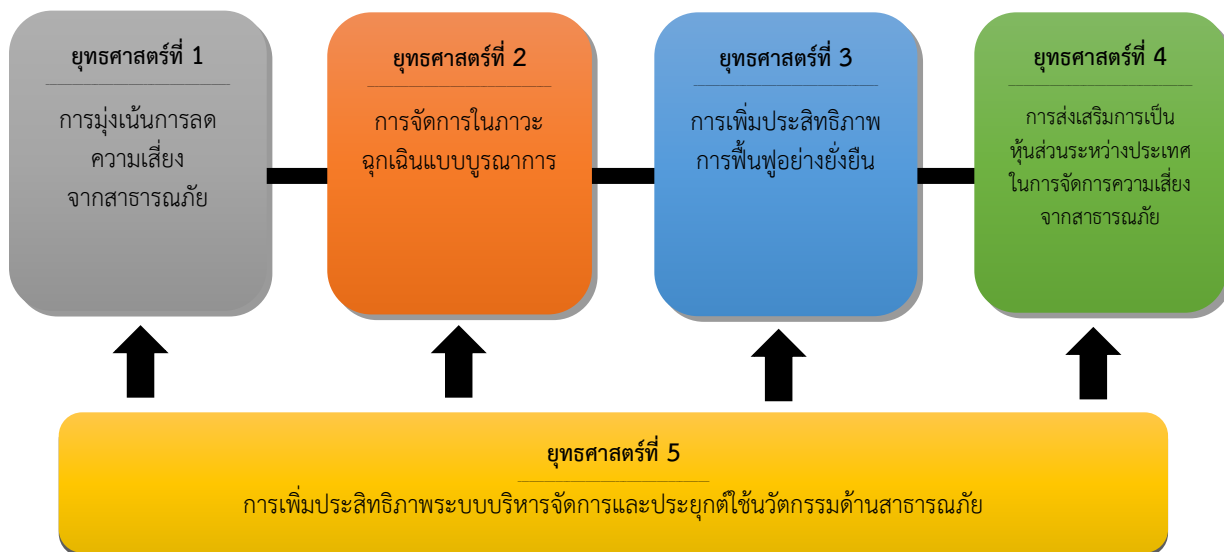 ยุทธศาสตร์ที่ 1
การมุ่งเน้นการลด
ความเสี่ยง
จากสาธารณภัย
ยุทธศาสตร์ที่ 2
การจัดการในภาวะ
ฉุกเฉินแบบบูรณาการ
ยุทธศาสตร์ที่ 3
การเพิ่มประสิทธิภาพ
การฟื้นฟูอย่างยั่งยืน
ยุทธศาสตร์ที่ 4
การส่งเสริมการเป็น
หุ้นส่วนระหว่างประเทศ
ในการจัดการความเสี่ยง
จากสาธารณภัย
ยุทธศาสตร์ที่ 5
การเพิ่มประสิทธิภาพระบบบริหารจัดการและประยุกต์ใช้นวัตกรรมด้านสาธารณภัย